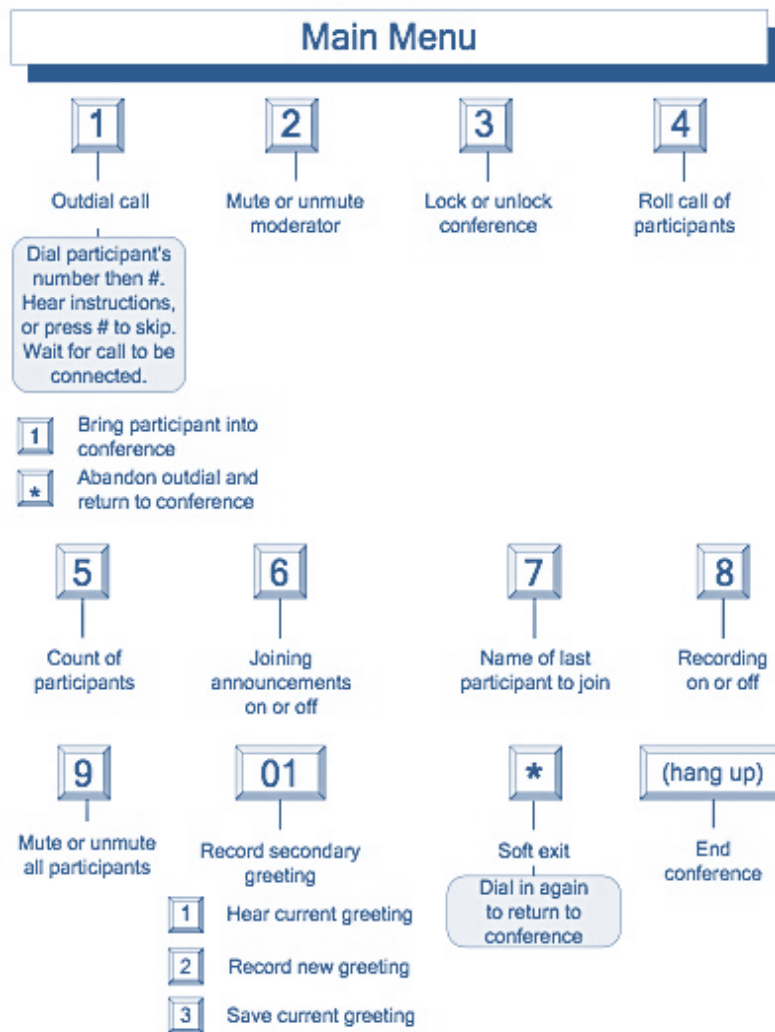 Main Menu
1
2
3
4
Outdial call
Mute or unmute
moderator
Lock or unlock
conference
Roll call of
participants
Dial participant's
number then #.
Hear instructions,
or press # to skip.
Wait for call to be
connected.
1
Bring participant into
conference
*
Abandon outdial and
return to conference
5
6
7
8
Count of
participants
Joining
announcements
on or off
Name of last
participant to join
Recording
on or off
9
01
*
(hang up)
Mute or unmute
all participants
Record secondary
greeting
Soft exit
End
conference
Dial in again
to return to
conference
1
Hear current greeting
2
Record new greeting
3
Save current greeting